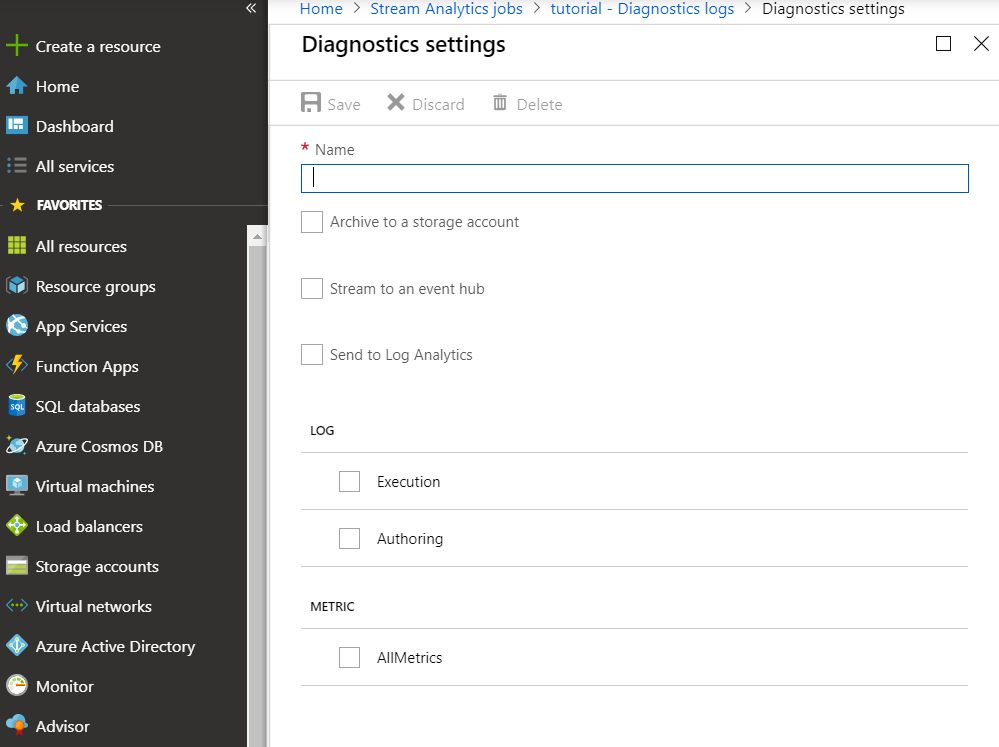 «
Create a resource
Home
Dashboard
All services
FAVORITES
All resources
Resource groups
App Services
Function Apps
SQL
SQL databases
Azure Cosmos DB
Virtual machines
Load balancers
Storage accounts
Virtual networks
Azure Active Directory
Monitor
Advisor
Home > Stream Analytics jobs > tutorial - Diagnostics logs > Diagnostics settings
Diagnostics settings
Save Discard Delete
* Name
Archive to a storage account
Stream to an event hub
Send to Log Analytics
LOG
Execution
Authoring
METRIC
AllMetrics